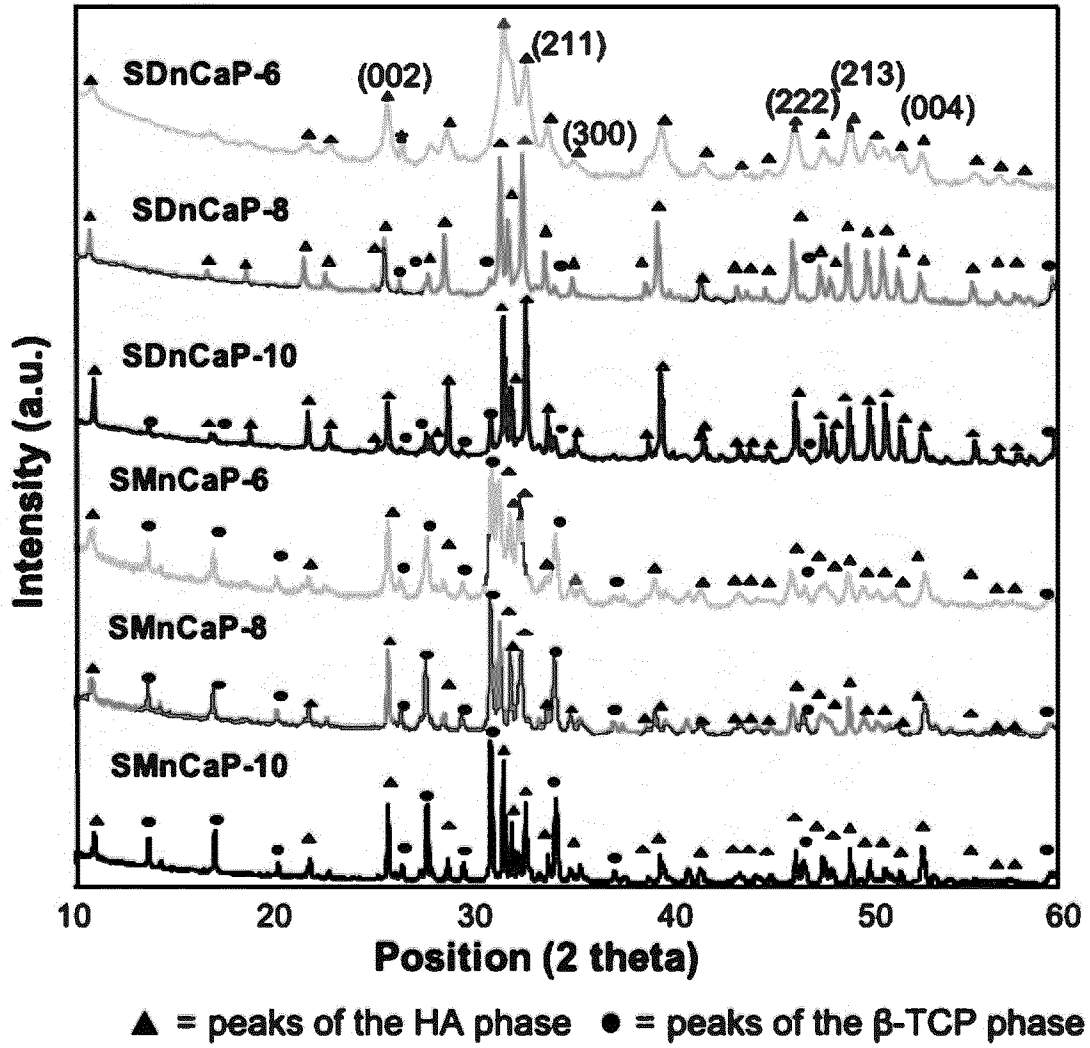 SDnCaP-6
(002)
(211)
(300)
(222)
(213)
(004)
SDnCaP-8
SDnCaP-10
SMnCaP-6
SMnCaP-8
SMnCaP-10
Intensity (a.u.)
10 20 30 40 50 60
Position (2 theta)
▲ = peaks of the HA phase ● = peaks of the β-TCP phase